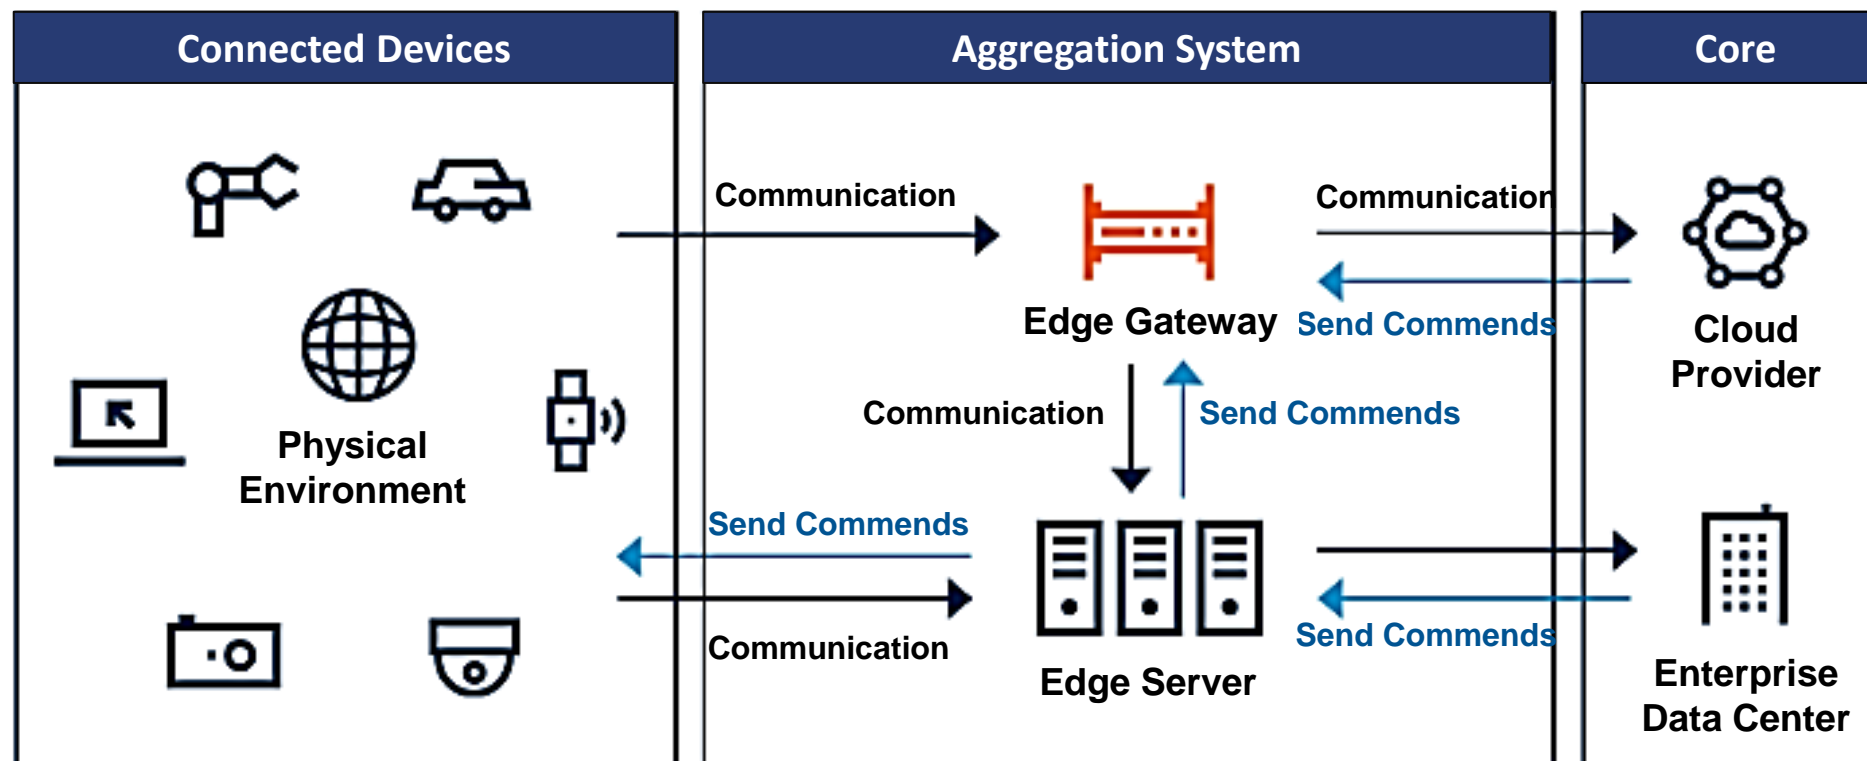 Connected Devices
Aggregation System
Core
Communication
Communication
Edge Gateway
Send Commends
Cloud
Provider
Physical
Environment
Communication
Send Commends
Send Commends
Communication
Send Commends
Edge Server
Enterprise
Data Center